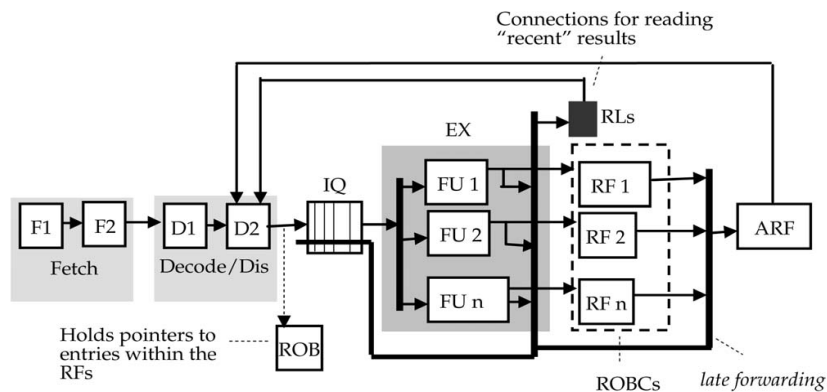 Connections for reading
“recent” results
RLs
EX
IQ
FU 1
RF 1
F1
F2
D1
D2
FU 2
RF 2
ARF
Fetch
Decode/Dis
FU n
RF n
Holds pointers to
entries within the
RFs
ROB
ROBCs
late forwarding